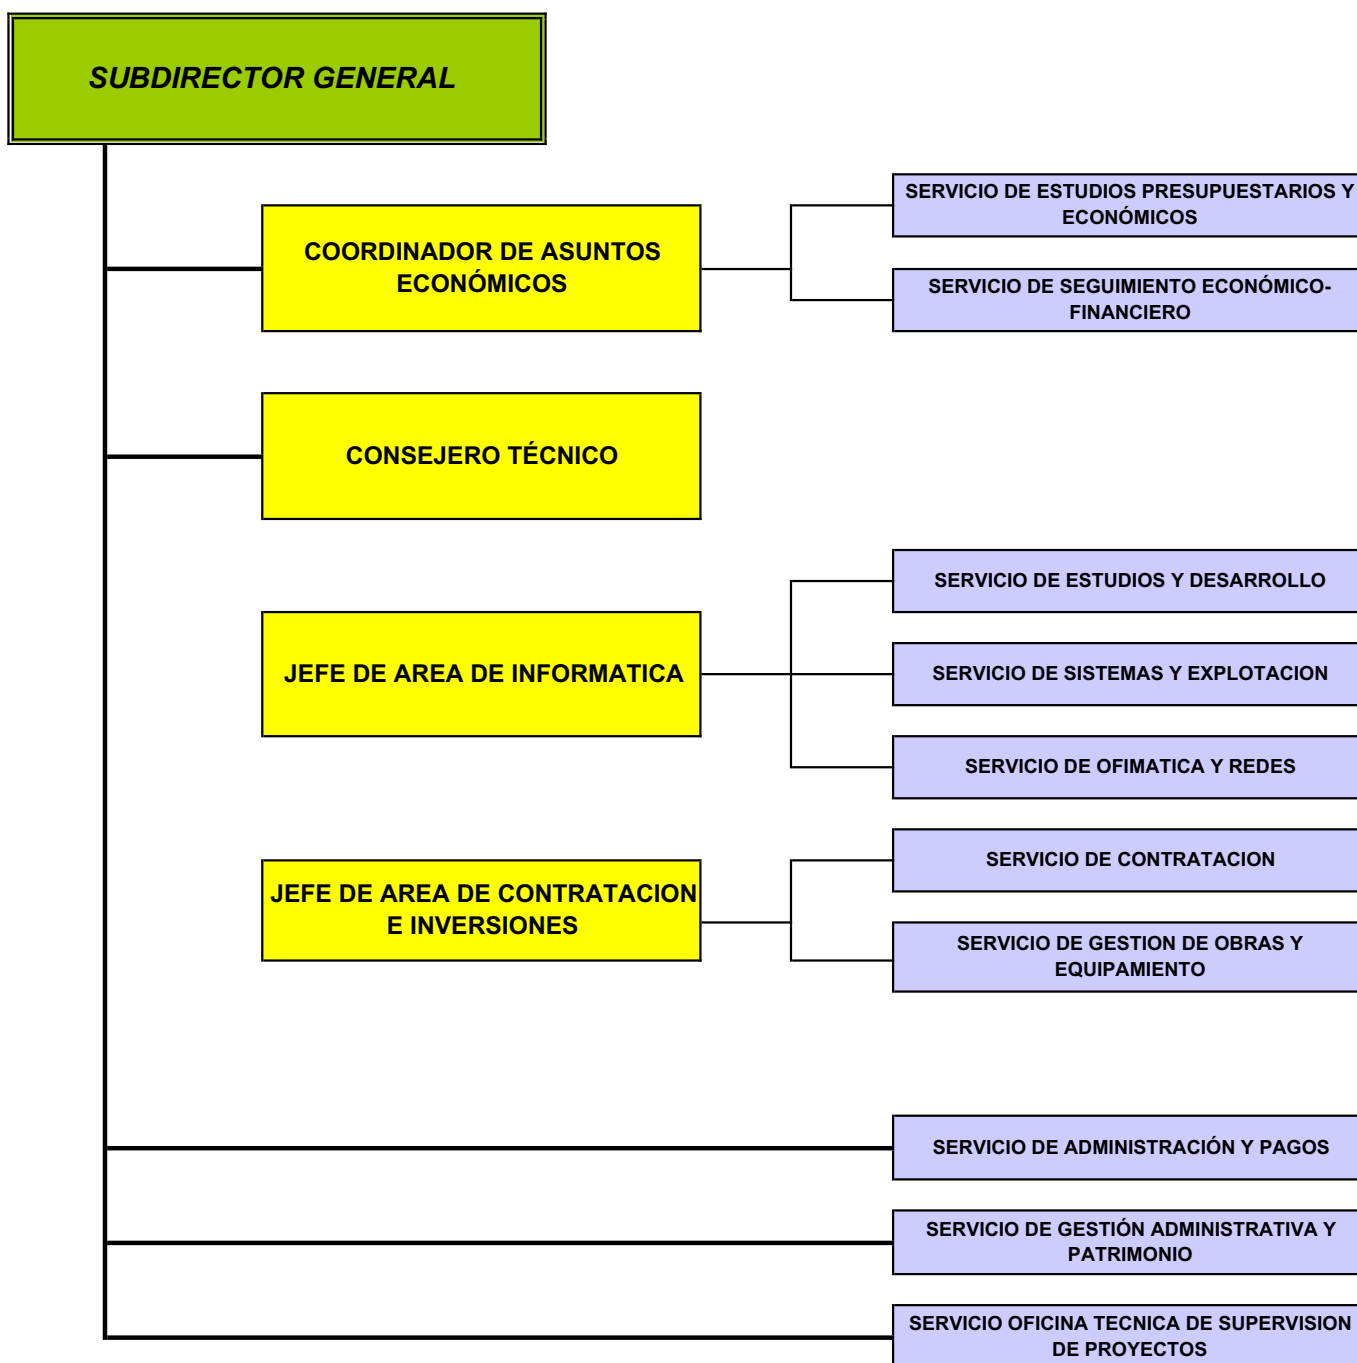 SUBDIRECTOR GENERAL
COORDINADOR DE ASUNTOS
ECONÓMICOS
SERVICIO DE ESTUDIOS PRESUPUESTARIOS Y
ECONÓMICOS
SERVICIO DE SEGUIMIENTO ECONÓMICO-
FINANCIERO
CONSEJERO TÉCNICO
JEFE DE AREA DE INFORMATICA
SERVICIO DE ESTUDIOS Y DESARROLLO
SERVICIO DE SISTEMAS Y EXPLOTACION
SERVICIO DE OFIMATICA Y REDES
JEFE DE AREA DE CONTRATACION
E INVERSIONES
SERVICIO DE CONTRATACION
SERVICIO DE GESTION DE OBRAS Y
EQUIPAMIENTO
SERVICIO DE ADMINISTRACIÓN Y PAGOS
SERVICIO DE GESTIÓN ADMINISTRATIVA Y
PATRIMONIO
SERVICIO OFICINA TECNICA DE SUPERVISION
DE PROYECTOS